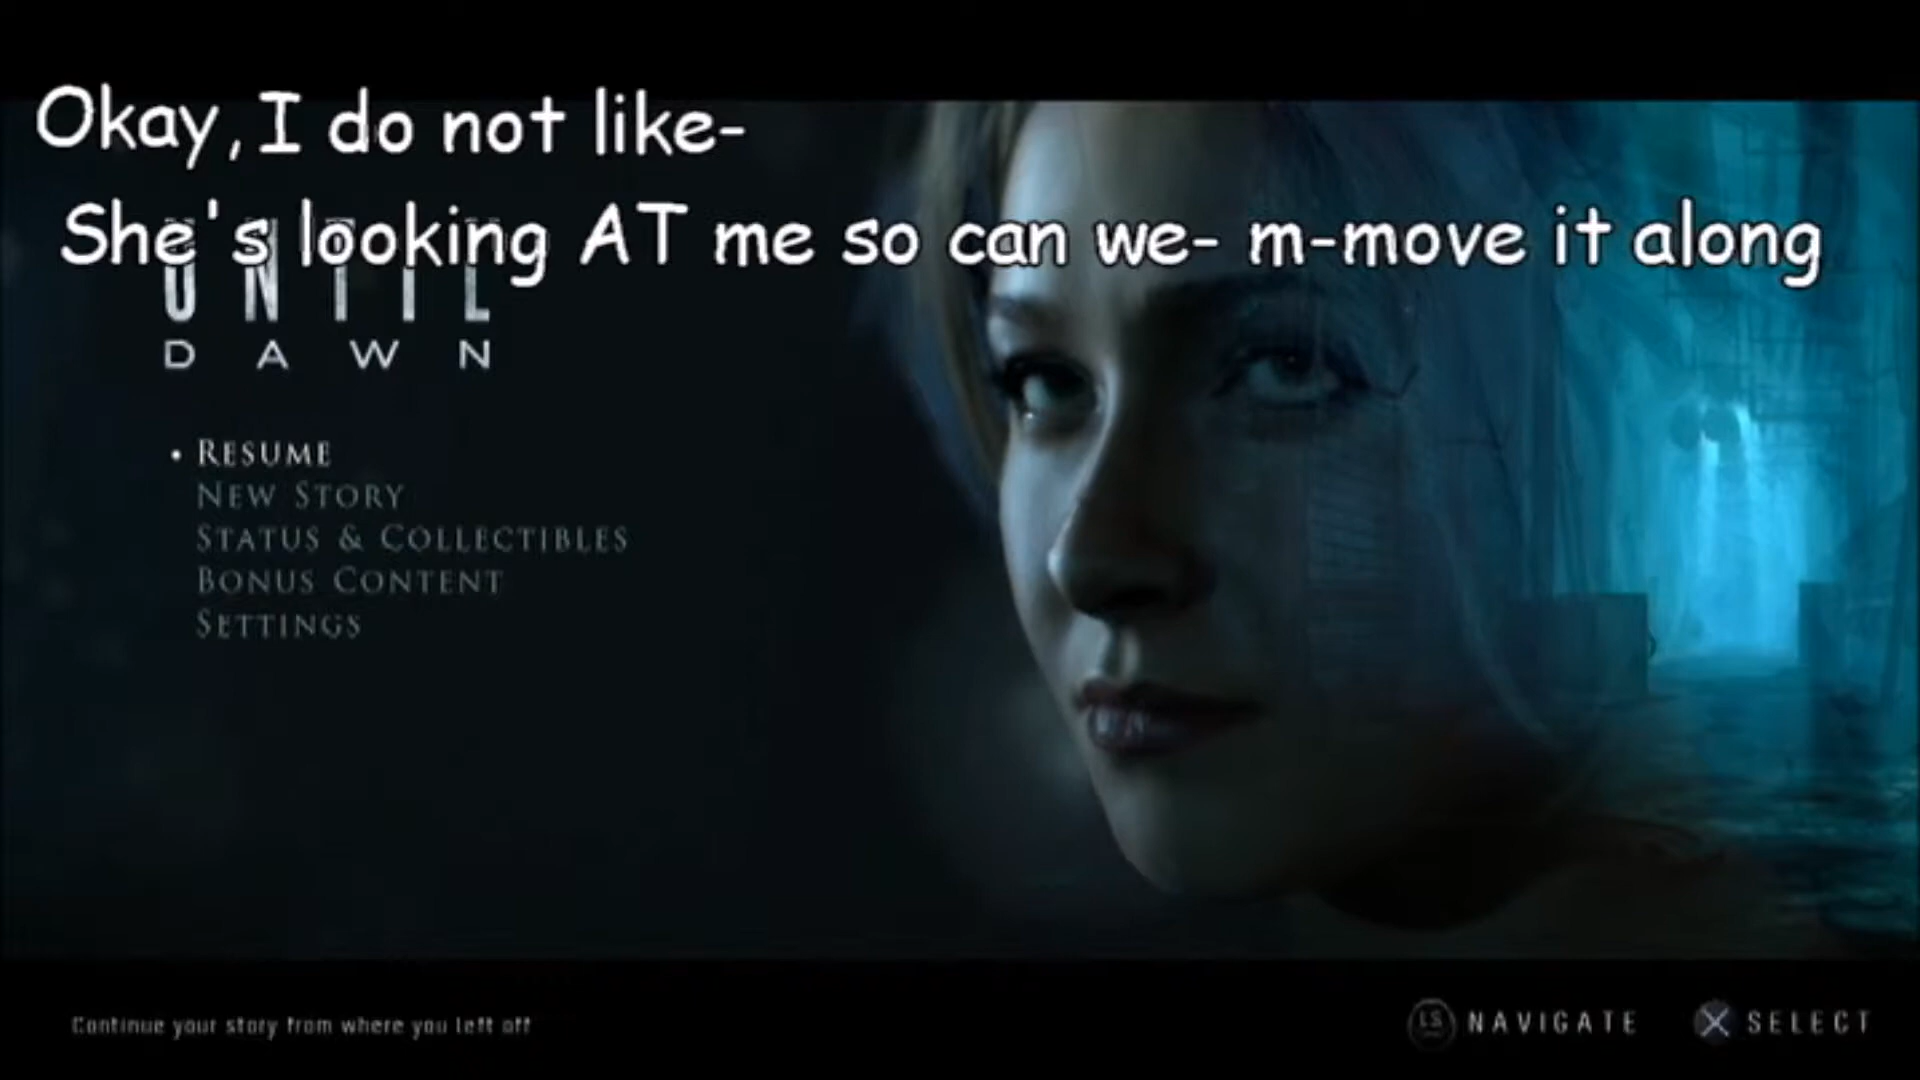 Okay, I do not like-
She's looking AT me so can we- m-move it along
UNTIL
DAWN
• RESUME
NEW STORY
STATUS & COLLECTIBLES
BONUS CONTENT
SETTINGS
Continue your story from where you left off
LS NAVIGATE
SELECT